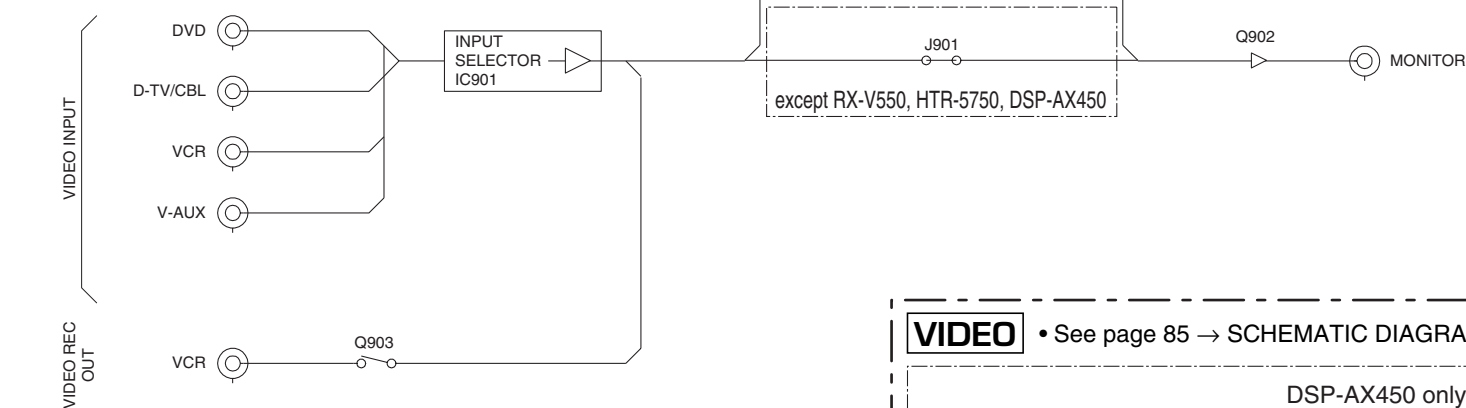 DVD
D-TV/CBL
VCR
V-AUX
VIDEO INPUT
INPUT
SELECTOR
IC901
J901
except RX-V550, HTR-5750, DSP-AX450
Q902
MONITOR
VIDEO REC
OUT
VCR
Q903
VIDEO • See page 85 → SCHEMATIC DIAGRA
DSP-AX450 only